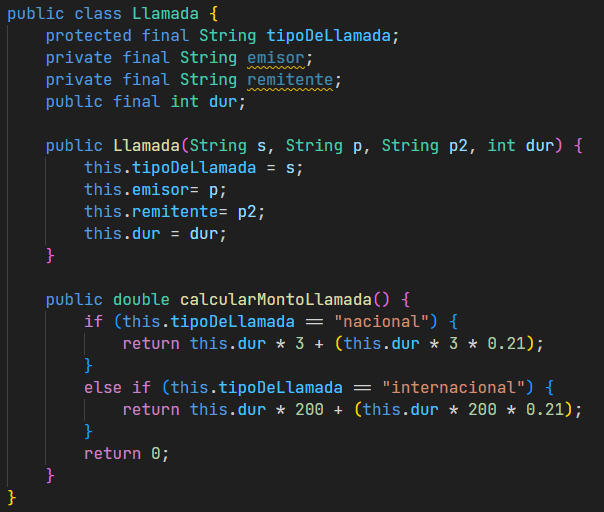 public class Llamada {
    protected final String tipoDeLlamada;
    private final String emisor;
    private final String remitente;
    public final int dur;

    public Llamada(String s, String p, String p2, int dur) {
        this.tipoDeLlamada = s;
        this.emisor= p;
        this.remitente= p2;
        this.dur = dur;
    }

    public double calcularMontoLlamada() {
        if (this.tipoDeLlamada == "nacional") {
            return this.dur * 3 + (this.dur * 3 * 0.21);
        }
        else if (this.tipoDeLlamada == "internacional") {
            return this.dur * 200 + (this.dur * 200 * 0.21);
        }
        return 0;
    }
}